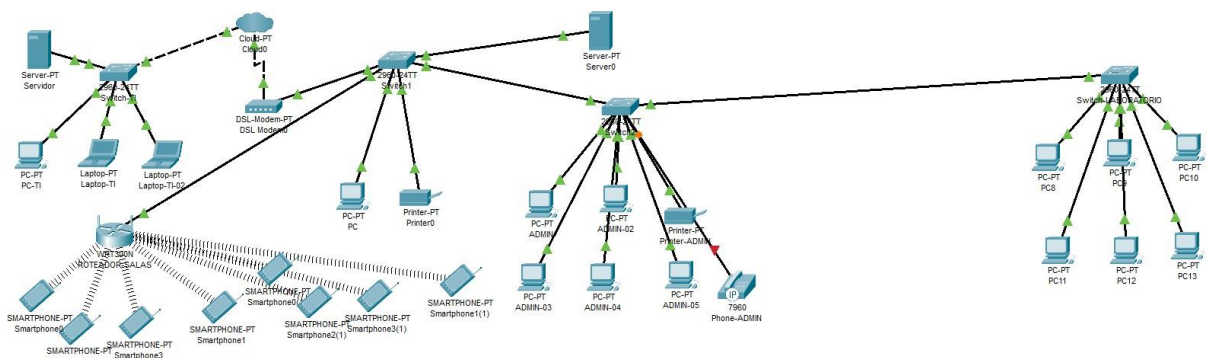 Cloud-PT
Cloud0
Server-PT
Servidor
2960-24TT
Switch-TI
PC-PT
PC-TI
Laptop-PT
Laptop-TI
Laptop-PT
Laptop-TI-02
DSL-Modem-PT
DSL Modem0
2960-24TT
Switch1
Server-PT
Server0
PC-PT
PC
Printer-PT
Printer0
2960-24TT
Switch2
PC-PT
ADMIN
PC-PT
ADMIN-02
Printer-PT
Printer-ADMIN
PC-PT
ADMIN-03
PC-PT
ADMIN-04
PC-PT
ADMIN-05
IP
7960
Phone-ADMIN
2960-24TT
Switch-LABORATORIO
PC-PT
PC8
PC-PT
PC9
PC-PT
PC10
PC-PT
PC11
PC-PT
PC12
PC-PT
PC13
WRT300N
ROTEADOR-SALAS
SMARTPHONE-PT
Smartphone0
SMARTPHONE-PT
SMARTPHONE-PT
Smartphone3
SMARTPHONE-PT
Smartphone1
SMARTPHONE-PT
SMARTPHONE-PT
Smartphone2(1)
SMARTPHONE-PT
Smartphone3(1)
SMARTPHONE-PT
Smartphone1(1)